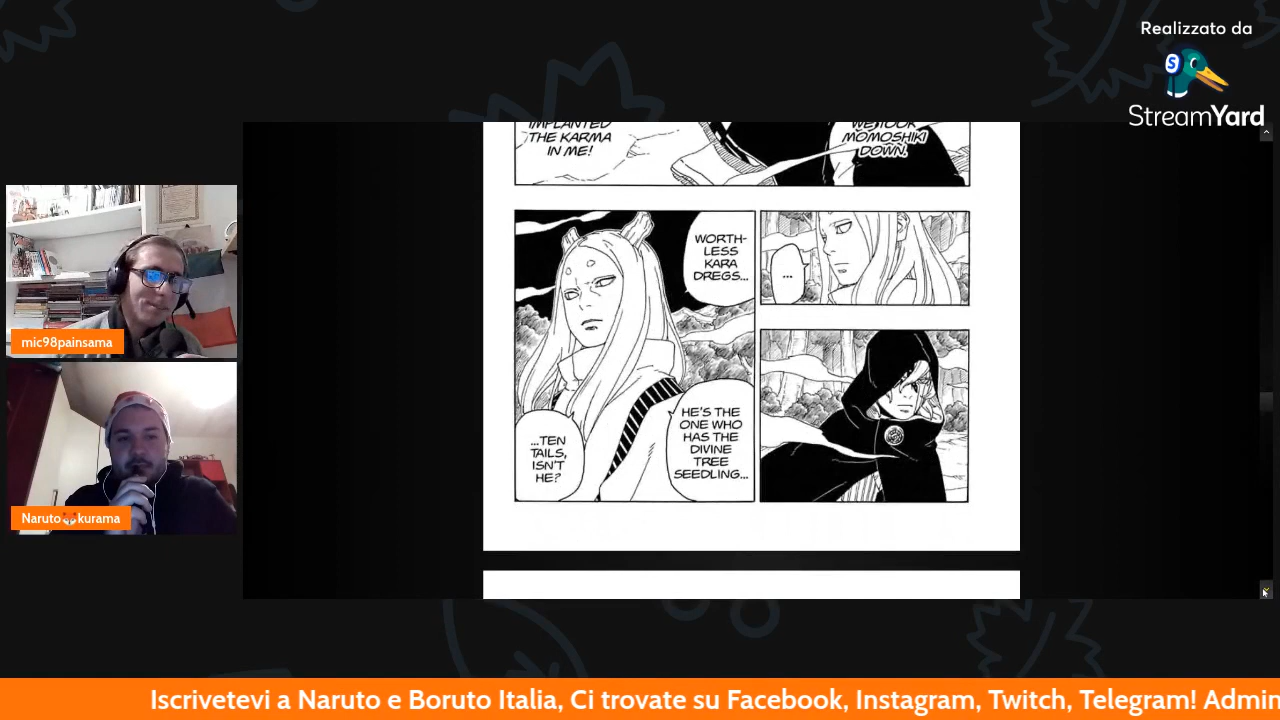 Realizzato da
StreamYard
IMPLANTED
THE KARMA
IN ME!
WE TOOK
MOMOSHIKI
DOWN.
WORTH-
LESS
KARA
DREGS...
...
HE'S THE
ONE WHO
HAS THE
DIVINE
TREE
SEEDLING...
...TEN
TAILS,
ISN'T
HE?
mic98painsama
Naruto🦊kurama
Iscrivetevi a Naruto e Boruto Italia, Ci trovate su Facebook, Instagram, Twitch, Telegram! Admin